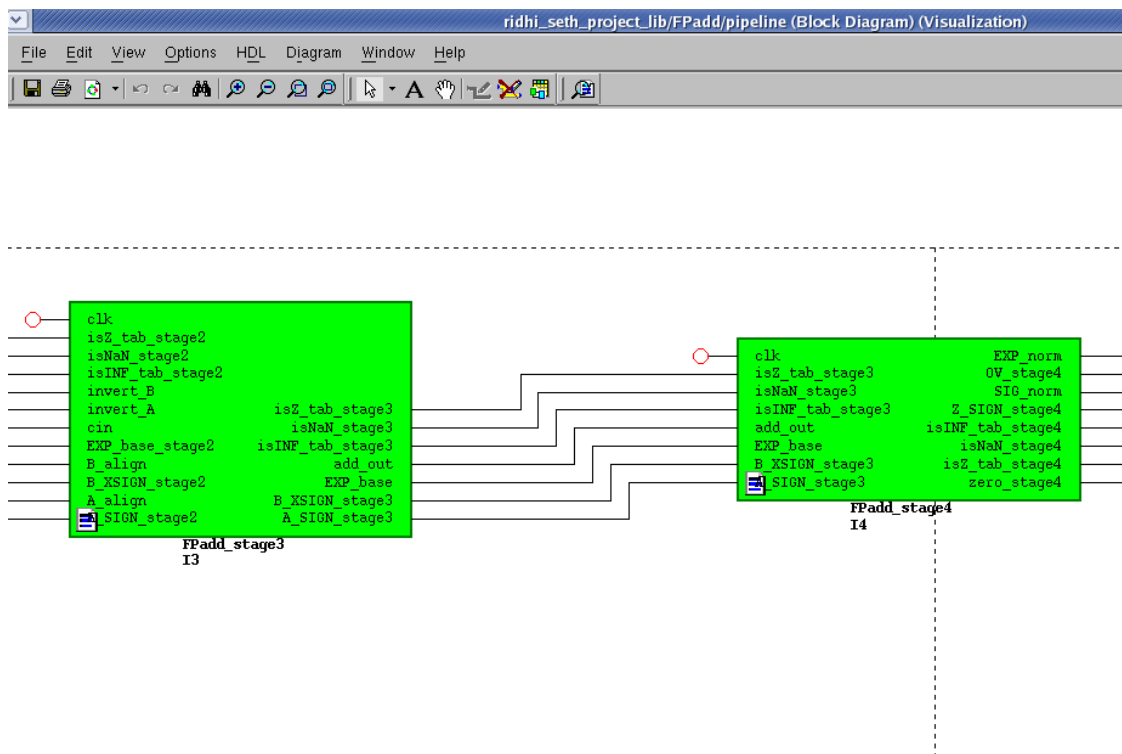 ridhi_seth_project_lib/FPadd/pipeline (Block Diagram) (Visualization)
File Edit View Options HDL Diagram Window Help
A
clk
isZ_tab_stage2
isNaN_stage2
isINF_tab_stage2
invert_B
invert_A
cin
EXP_base_stage2
B_align
B_XSIGN_stage2
A_align
A_SIGN_stage2
isZ_tab_stage3
isNaN_stage3
isINF_tab_stage3
add_out
EXP_base
B_XSIGN_stage3
A_SIGN_stage3
FPadd_stage3
I3
clk
isZ_tab_stage3
isNaN_stage3
isINF_tab_stage3
add_out
EXP_base
B_XSIGN_stage3
A_SIGN_stage3
EXP_norm
OV_stage4
SIG_norm
Z_SIGN_stage4
isINF_tab_stage4
isNaN_stage4
isZ_tab_stage4
zero_stage4
FPadd_stage4
I4